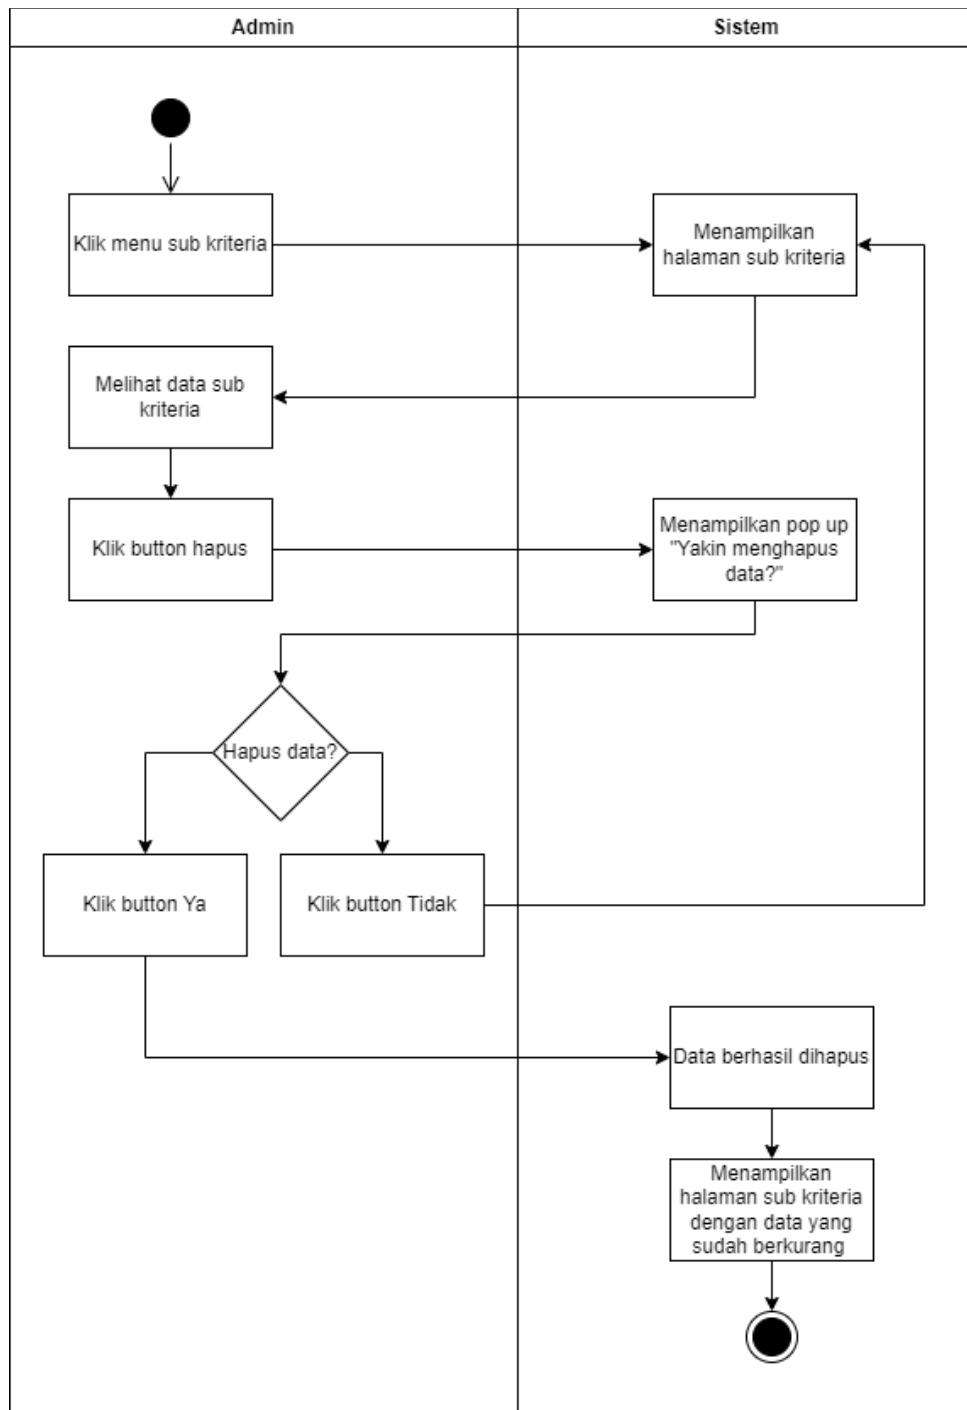 Admin
Sistem
Klik menu sub kriteria
Menampilkan
halaman sub kriteria
Melihat data sub
kriteria
Klik button hapus
Menampilkan pop up
"Yakin menghapus
data?"
Hapus data?
Klik button Ya
Klik button Tidak
Data berhasil dihapus
Menampilkan
halaman sub kriteria
dengan data yang
sudah berkurang